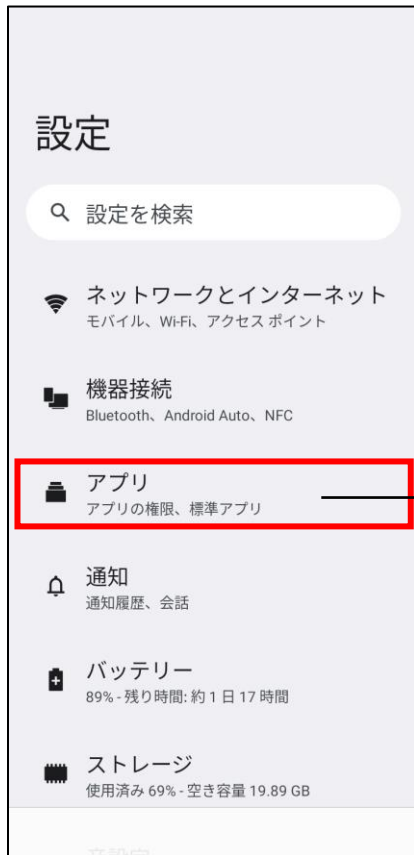 設定
設定を検索
ネットワークとインターネット
モバイル、Wi-Fi、アクセス ポイント
機器接続
Bluetooth、Android Auto、NFC
アプリ
アプリの権限、標準アプリ
通知
通知履歴、会話
バッテリー
89% - 残り時間: 約 1 日 17 時間
ストレージ
使用済み 69% - 空き容量 19.89 GB